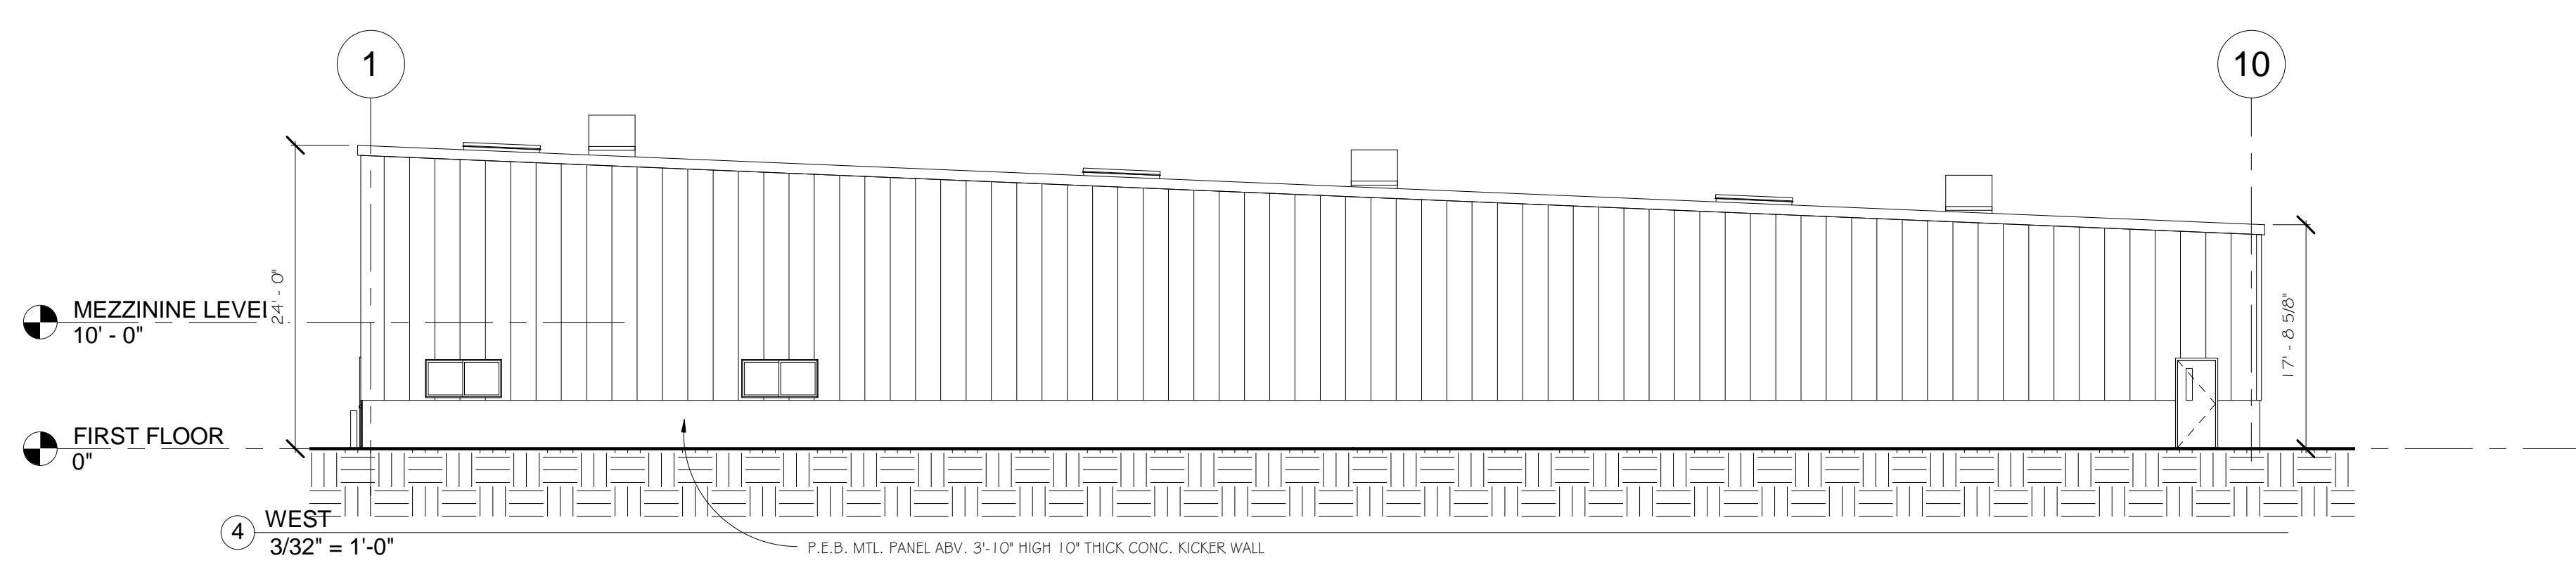 1
10
24' - 0"
MEZZININE LEVEL
10' - 0"
17' - 8 5/8"
FIRST FLOOR
0"
4
WEST
3/32" = 1'-0"
P.E.B. MTL. PANEL ABV. 3'-10" HIGH 10" THICK CONC. KICKER WALL